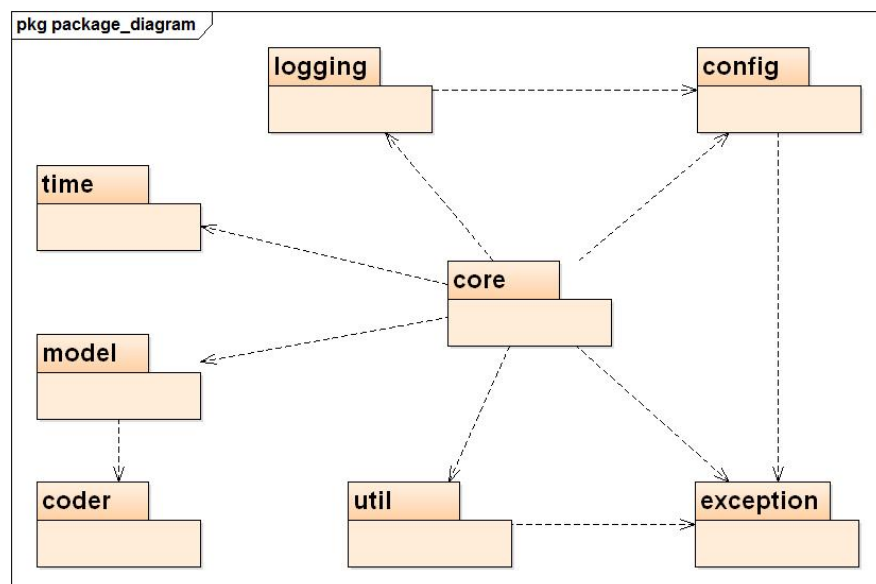 pkg package_diagram
logging
config
time
core
model
coder
util
exception